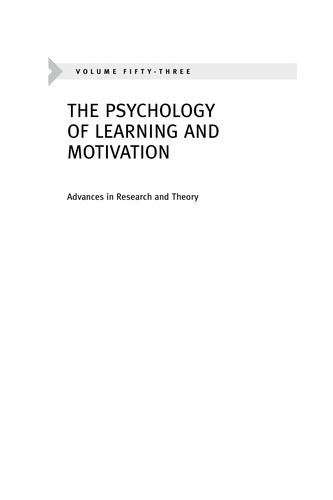 VOLUME FIFTY-THREE
THE PSYCHOLOGY
OF LEARNING AND
MOTIVATION
Advances in Research and Theory